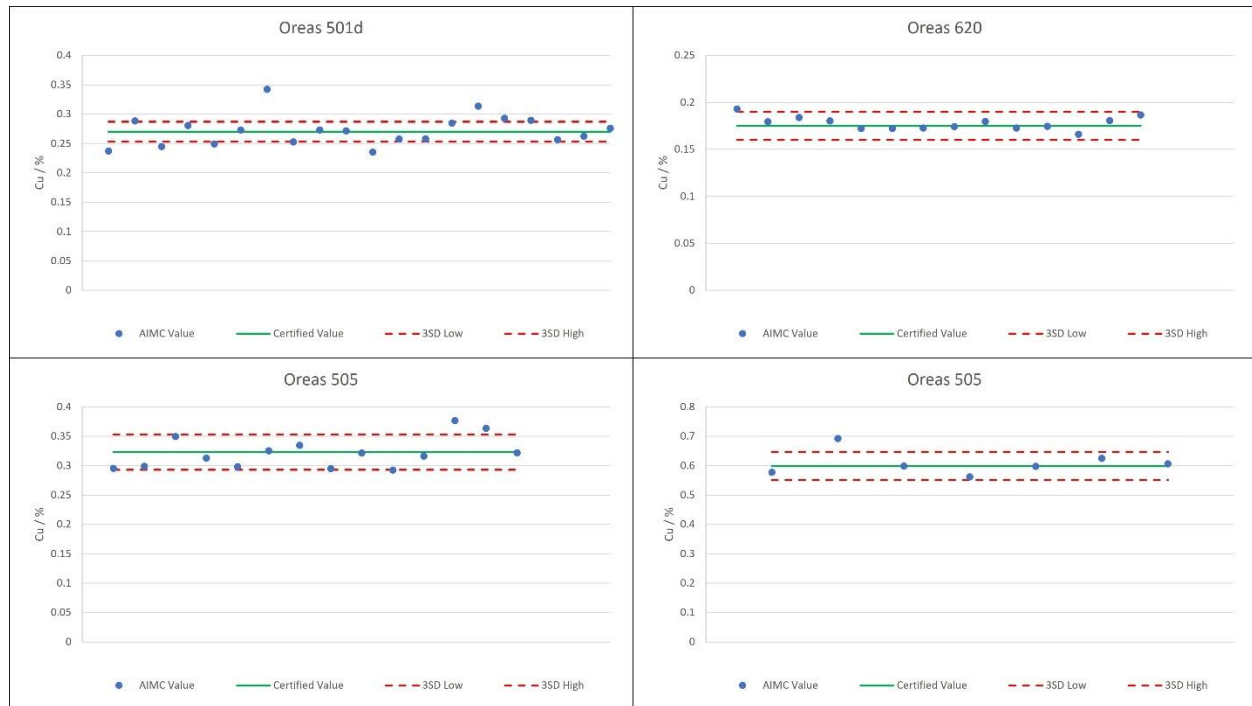 Oreas 501d
0.4
0.35
0.3
0.25
0.2
0.15
0.1
0.05
0
Cu / %
AIMC Value Certified Value 3SD Low 3SD High
Oreas 620
0.25
0.2
0.15
0.1
0.05
0
Cu / %
AIMC Value Certified Value 3SD Low 3SD High
Oreas 505
0.4
0.35
0.3
0.25
0.2
0.15
0.1
0.05
0
Cu / %
AIMC Value Certified Value 3SD Low 3SD High
Oreas 505
0.8
0.7
0.6
0.5
0.4
0.3
0.2
0.1
0
Cu / %
AIMC Value Certified Value 3SD Low 3SD High